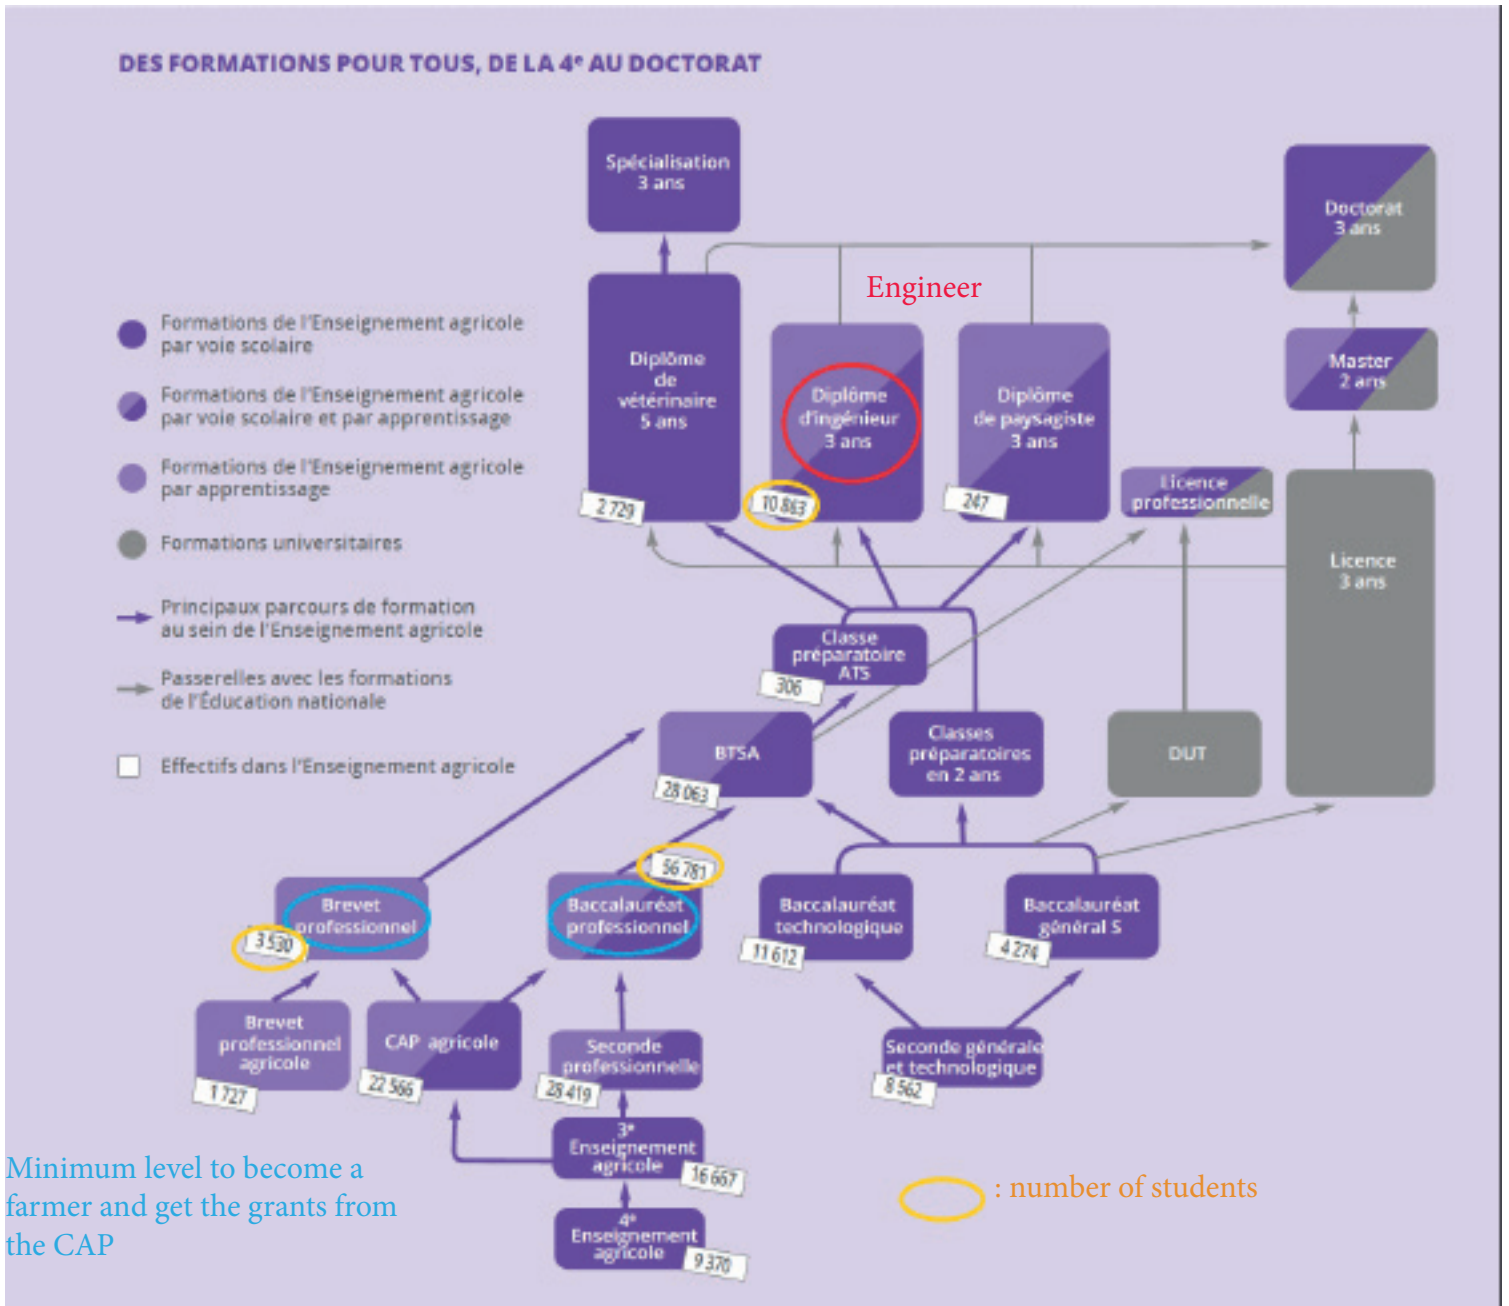 DES FORMATIONS POUR TOUS, DE LA 4e AU DOCTORAT
Spécialisation
3 ans
Doctorat
3 ans
Engineer
Formations de l'Enseignement agricole
par voie scolaire
Formations de l'Enseignement agricole
par voie scolaire et par apprentissage
Formations de l'Enseignement agricole
par apprentissage
Formations universitaires
Principaux parcours de formation
au sein de l'Enseignement agricole
Passerelles avec les formations
de l'Éducation nationale
Effectifs dans l'Enseignement agricole
Diplôme
de
vétérinaire
5 ans
2 729
Diplôme
d'ingénieur
3 ans
10 863
Diplôme
de paysagiste
3 ans
247
Master
2 ans
Licence
professionnelle
Licence
3 ans
Classe
préparatoire
ATS
306
BTSA
28 063
Classes
préparatoires
en 2 ans
DUT
Brevet
professionnel
3 530
Baccalauréat
professionnel
56 781
Baccalauréat
technologique
11 612
Baccalauréat
général S
4 274
Brevet
professionnel
agricole
1 727
CAP agricole
22 566
Seconde
professionnelle
28 419
Seconde générale
et technologique
8 562
3e
Enseignement
agricole
16 667
4e
Enseignement
agricole
9 370
Minimum level to become a
farmer and get the grants from
the CAP
: number of students